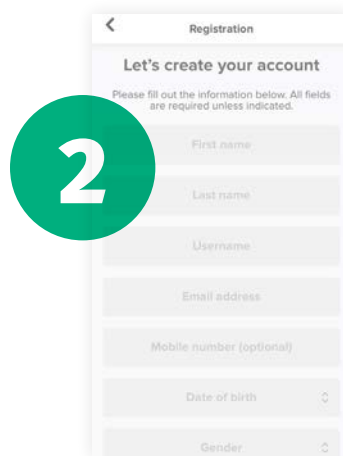 Registration
Let's create your account
Please fill out the information below. All fields
are required unless indicated.
2
First name
Last name
Username
Email address
Mobile number (optional)
Date of birth
Gender